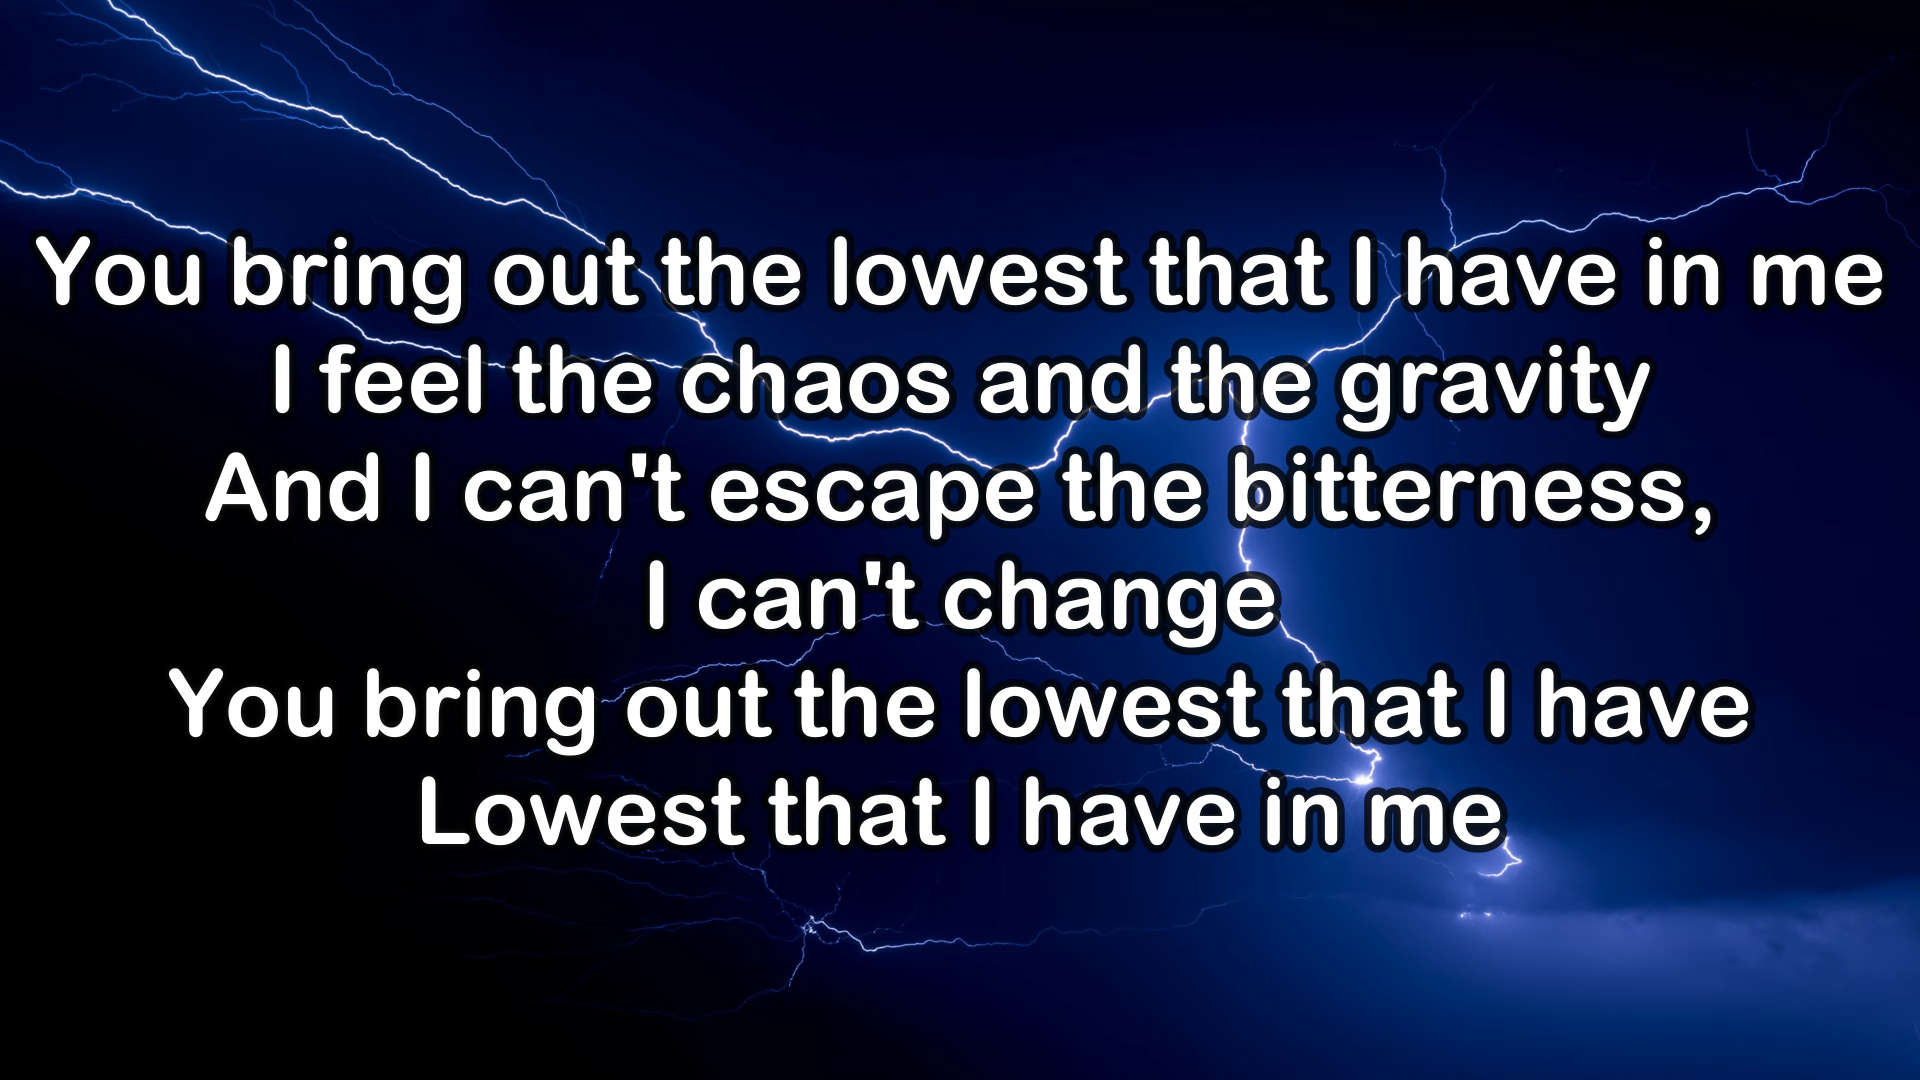 You bring out the lowest that I have in me
I feel the chaos and the gravity
And I can't escape the bitterness,
I can't change
You bring out the lowest that I have
Lowest that I have in me